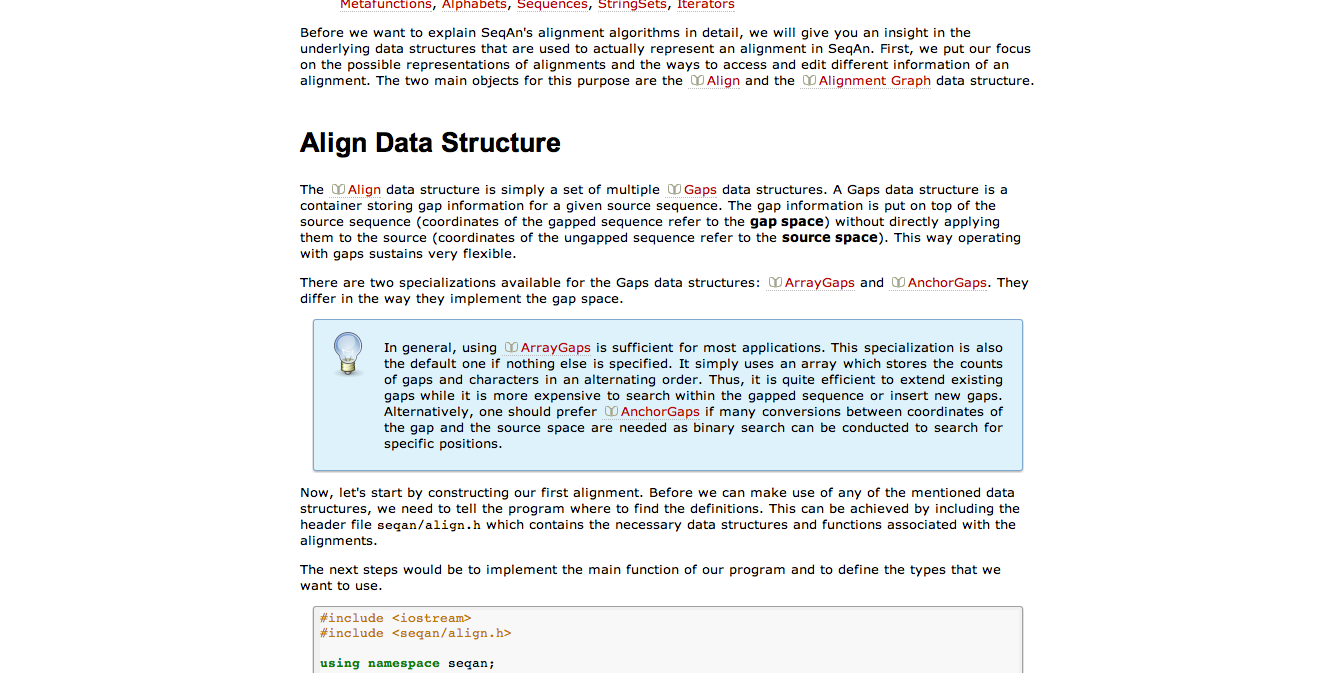 Metafunctions, Alphabets, Sequences, StringSets, Iterators
Before we want to explain SeqAn's alignment algorithms in detail, we will give you an insight in the
underlying data structures that are used to actually represent an alignment in SeqAn. First, we put our focus
on the possible representations of alignments and the ways to access and edit different information of an
alignment. The two main objects for this purpose are the Align and the Alignment Graph data structure.
Align Data Structure
The Align data structure is simply a set of multiple Gaps data structures. A Gaps data structure is a
container storing gap information for a given source sequence. The gap information is put on top of the
source sequence (coordinates of the gapped sequence refer to the gap space) without directly applying
them to the source (coordinates of the ungapped sequence refer to the source space). This way operating
with gaps sustains very flexible.
There are two specializations available for the Gaps data structures: ArrayGaps and AnchorGaps. They
differ in the way they implement the gap space.
In general, using ArrayGaps is sufficient for most applications. This specialization is also
the default one if nothing else is specified. It simply uses an array which stores the counts
of gaps and characters in an alternating order. Thus, it is quite efficient to extend existing
gaps while it is more expensive to search within the gapped sequence or insert new gaps.
Alternatively, one should prefer AnchorGaps if many conversions between coordinates of
the gap and the source space are needed as binary search can be conducted to search for
specific positions.
Now, let's start by constructing our first alignment. Before we can make use of any of the mentioned data
structures, we need to tell the program where to find the definitions. This can be achieved by including the
header file seqan/align.h which contains the necessary data structures and functions associated with the
alignments.
The next steps would be to implement the main function of our program and to define the types that we
want to use.
#include <iostream>
#include <seqan/align.h>
using namespace seqan;